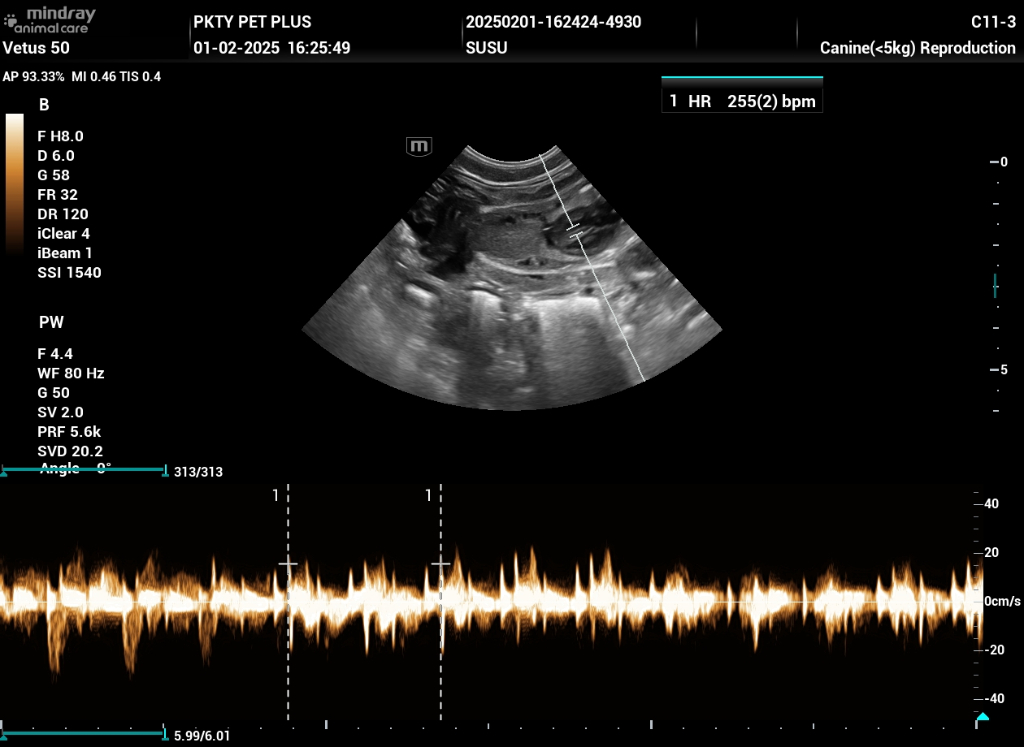 mindray
animalcare
Vetus 50
PKTY PET PLUS
01-02-2025 16:25:49
20250201-162424-4930
SUSU
C11-3
Canine(<5kg) Reproduction
AP 93.33% MI 0.46 TIS 0.4
1 HR 255(2) bpm
B
F H8.0
D 6.0
G 58
FR 32
DR 120
iClear 4
iBeam 1
SSI 1540
m
0
5
PW
F 4.4
WF 80 Hz
G 50
SV 2.0
PRF 5.6k
SVD 20.2
Angle 0°
313/313
1
1
40
20
0cm/s
-20
-40
5.99/6.01